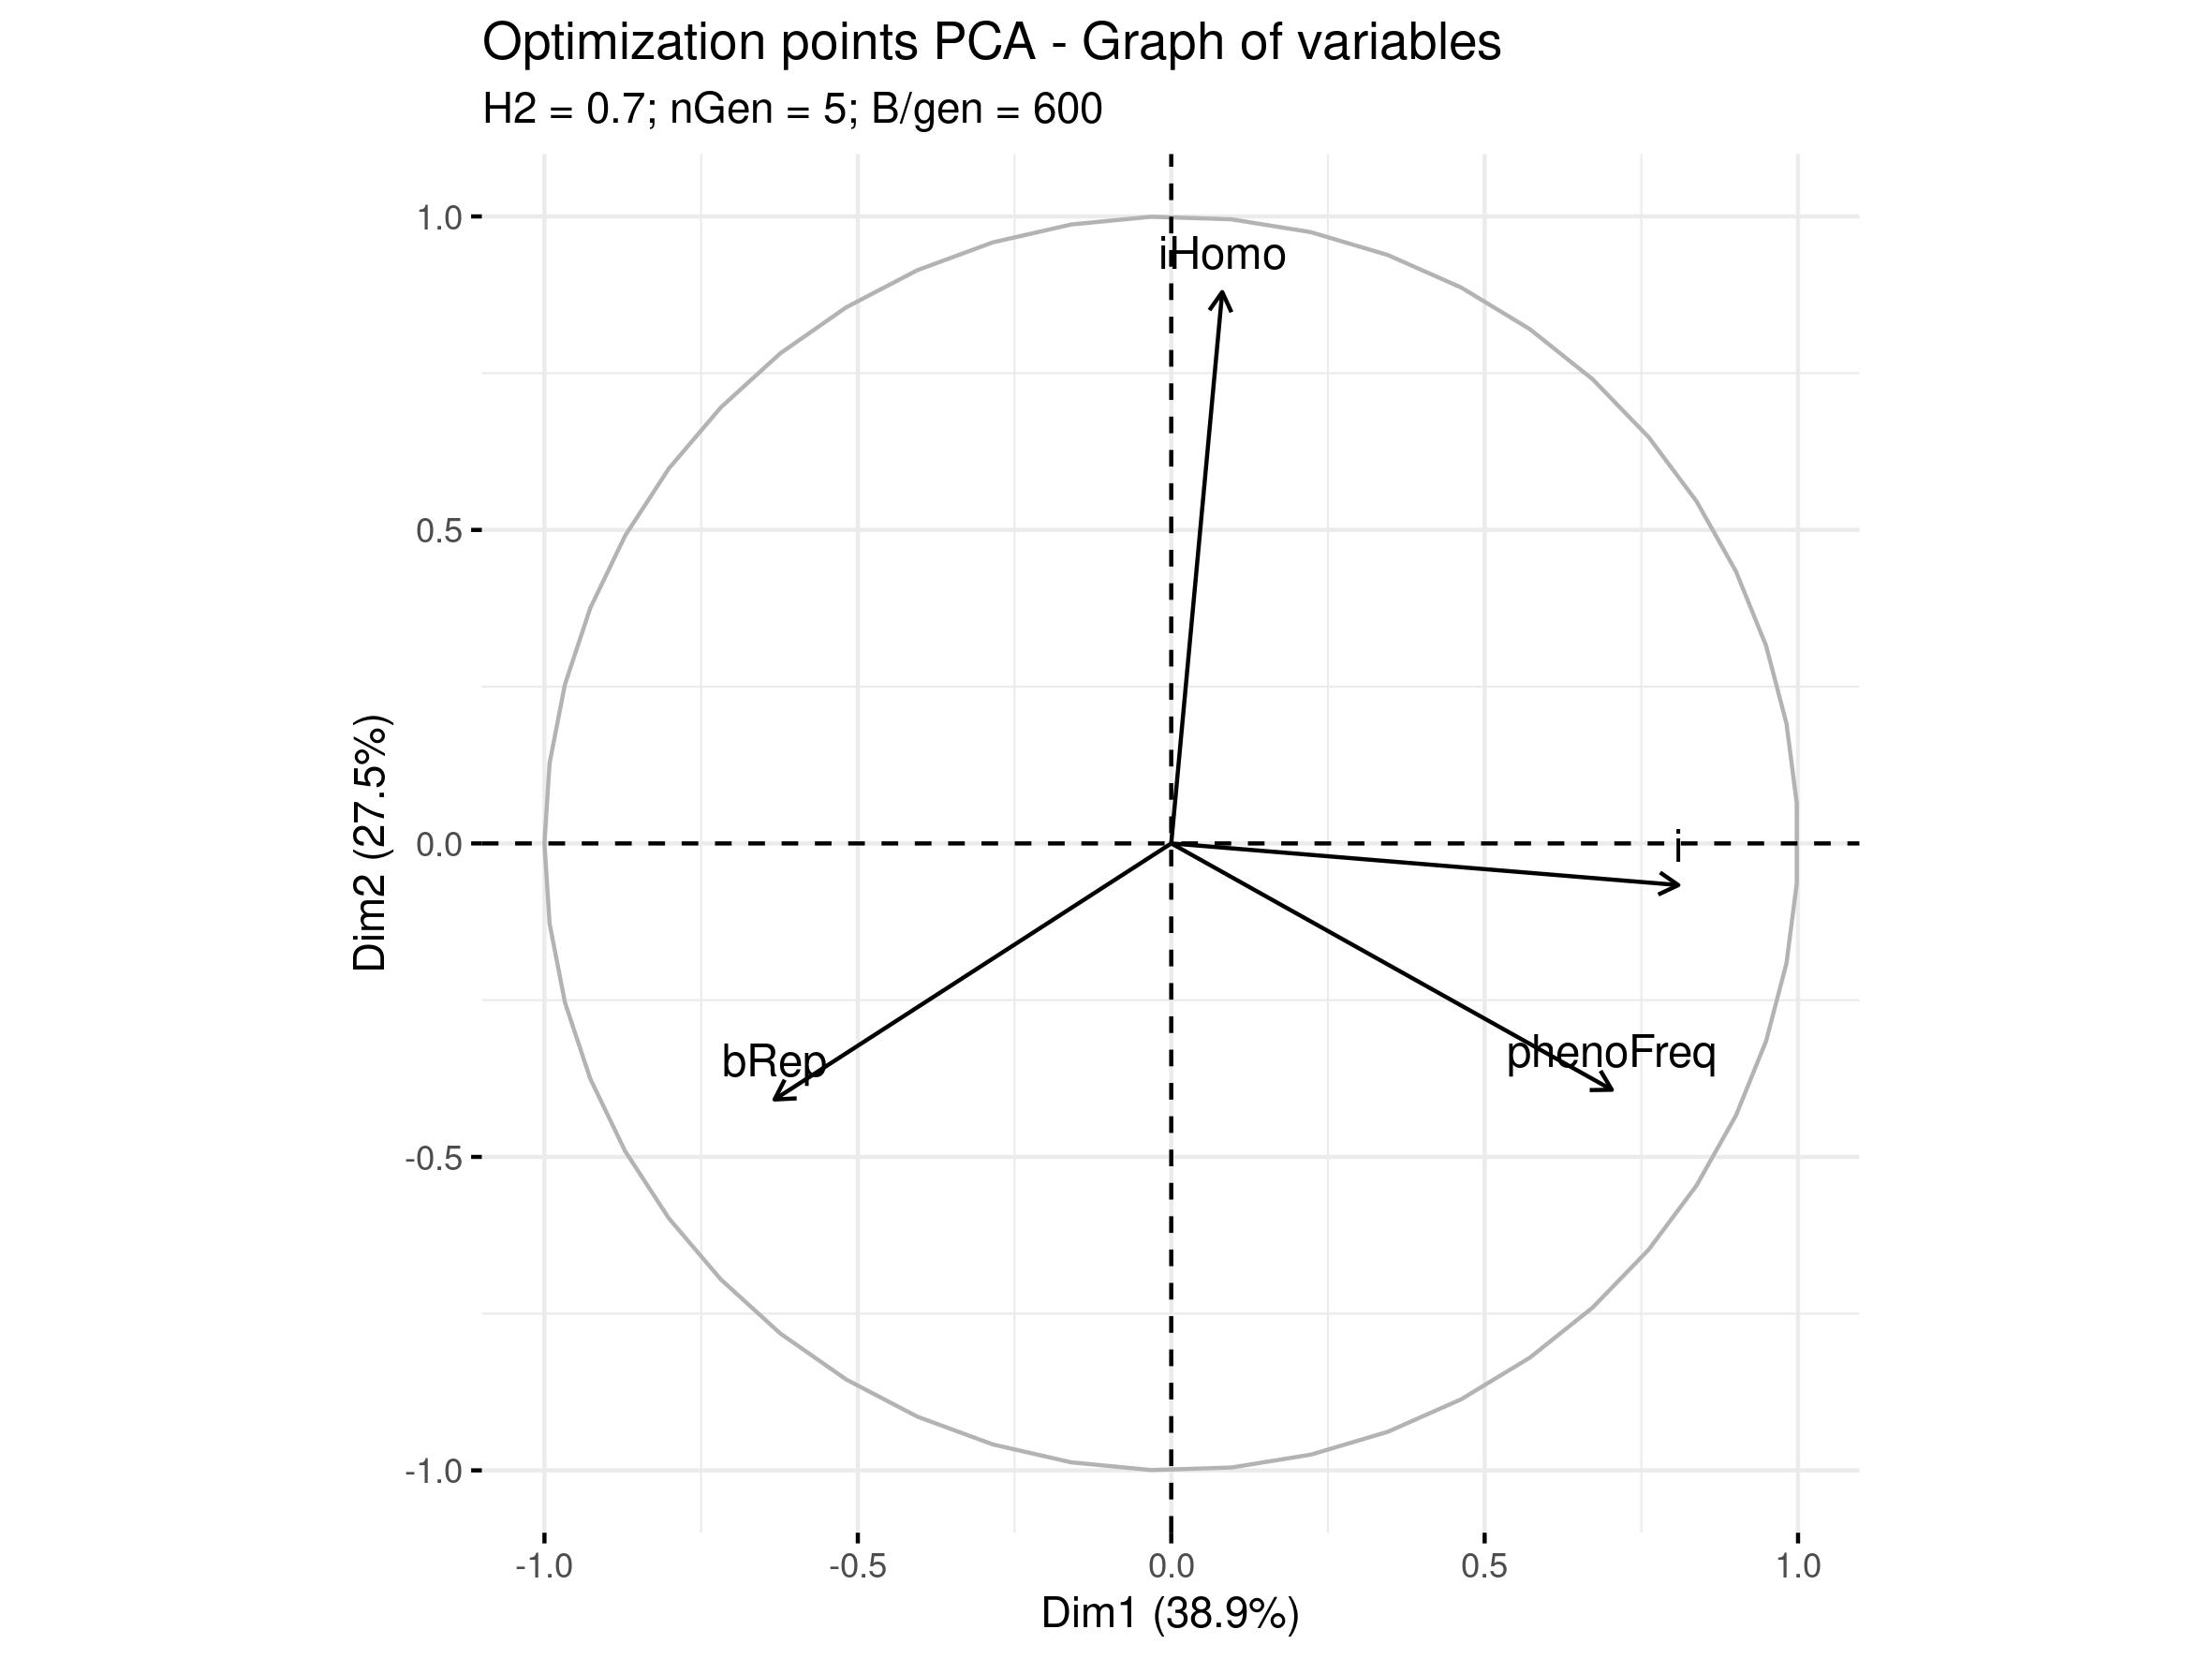 Optimization points PCA - Graph of variables
H2 = 0.7; nGen = 5; B/gen = 600
1.0
0.5
0.0
-0.5
-1.0
Dim2 (27.5%)
iHomo
i
phenoFreq
bRep
-1.0
-0.5
0.0
0.5
1.0
Dim1 (38.9%)